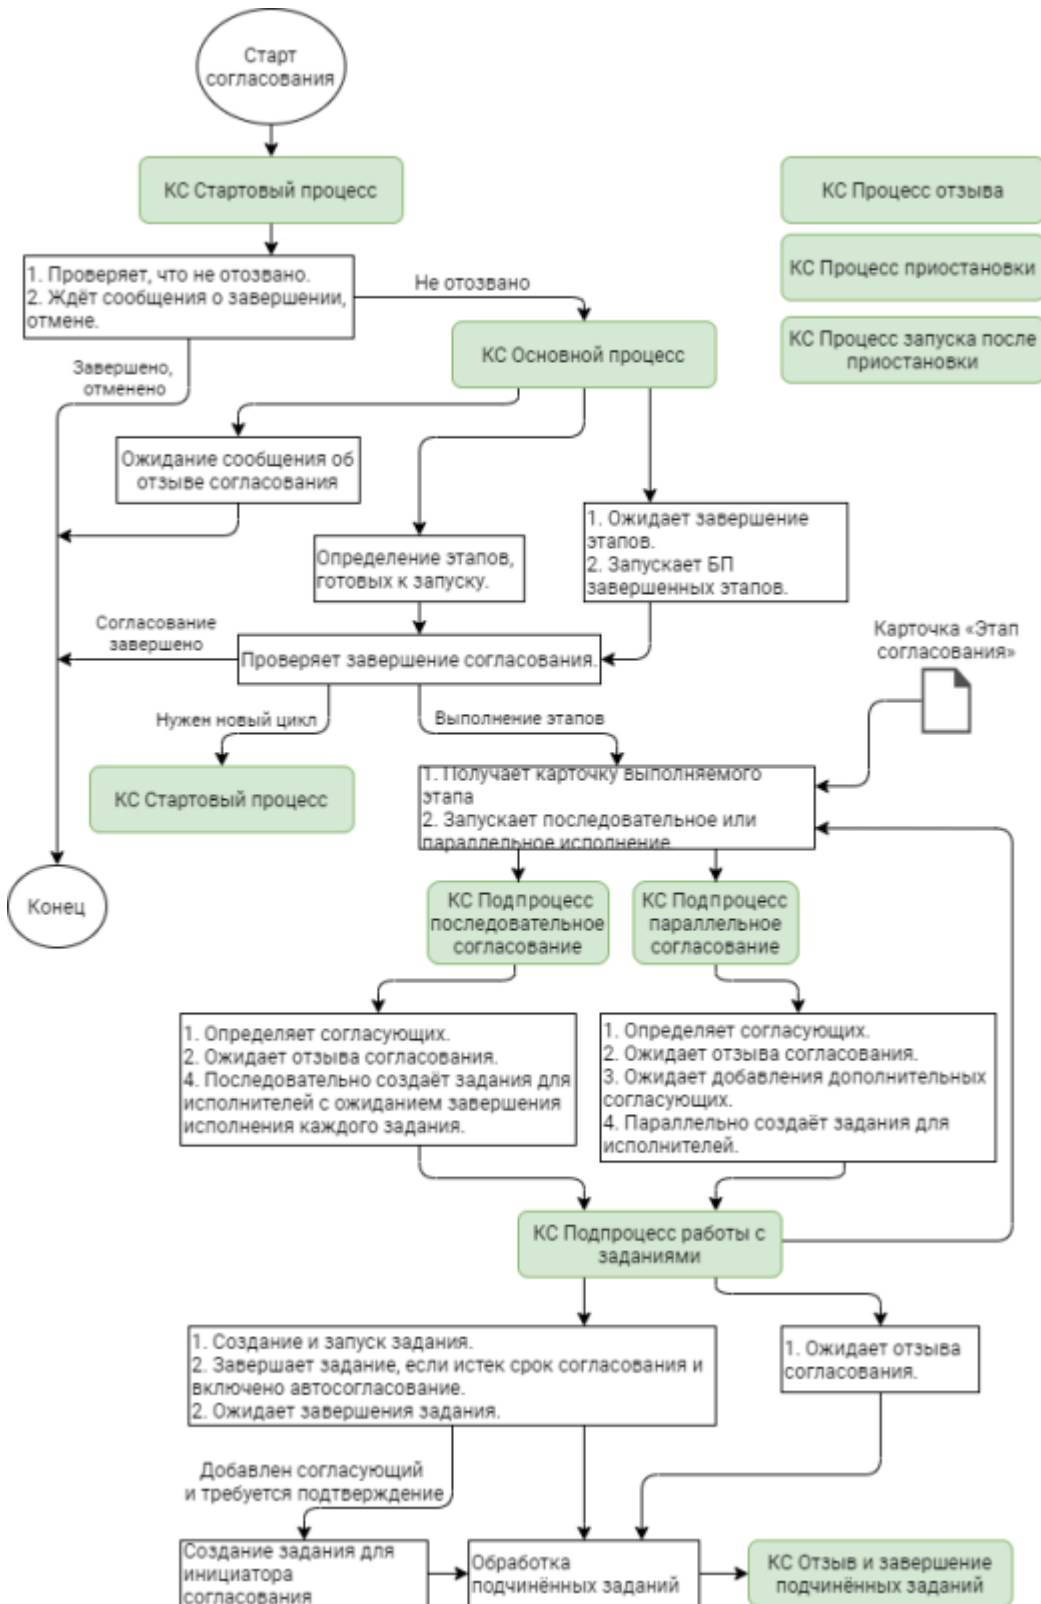 Старт
согласования
КС Стартовый процесс
КС Процесс отзыва
КС Процесс приостановки
КС Процесс запуска после
приостановки
1. Проверяет, что не отозвано.
2. Ждёт сообщения о завершении,
отмене.
Не отозвано
КС Основной процесс
Завершено,
отменено
Ожидание сообщения об
отзыве согласования
1. Ожидает завершение
этапов.
2. Запускает БП
завершенных этапов.
Определение этапов,
готовых к запуску.
Согласование
завершено
Проверяет завершение согласования.
Карточка «Этап
согласования»
Нужен новый цикл
Выполнение этапов
КС Стартовый процесс
1. Получает карточку выполняемого
этапа
2. Запускает последовательное или
параллельное исполнение
Конец
КС Подпроцесс
последовательное
согласование
КС Подпроцесс
параллельное
согласование
1. Определяет согласующих.
2. Ожидает отзыва согласования.
4. Последовательно создаёт задания для
исполнителей с ожиданием завершения
исполнения каждого задания.
1. Определяет согласующих.
2. Ожидает отзыва согласования.
3. Ожидает добавления дополнительных
согласующих.
4. Параллельно создаёт задания для
исполнителей.
КС Подпроцесс работы с
заданиями
1. Создание и запуск задания.
2. Завершает задание, если истек срок согласования и
включено автосогласование.
2. Ожидает завершения задания.
1. Ожидает отзыва
согласования.
Добавлен согласующий
и требуется подтверждение
Создание задания для
инициатора
согласования
Обработка
подчинённых заданий
КС Отзыв и завершение
подчинённых заданий